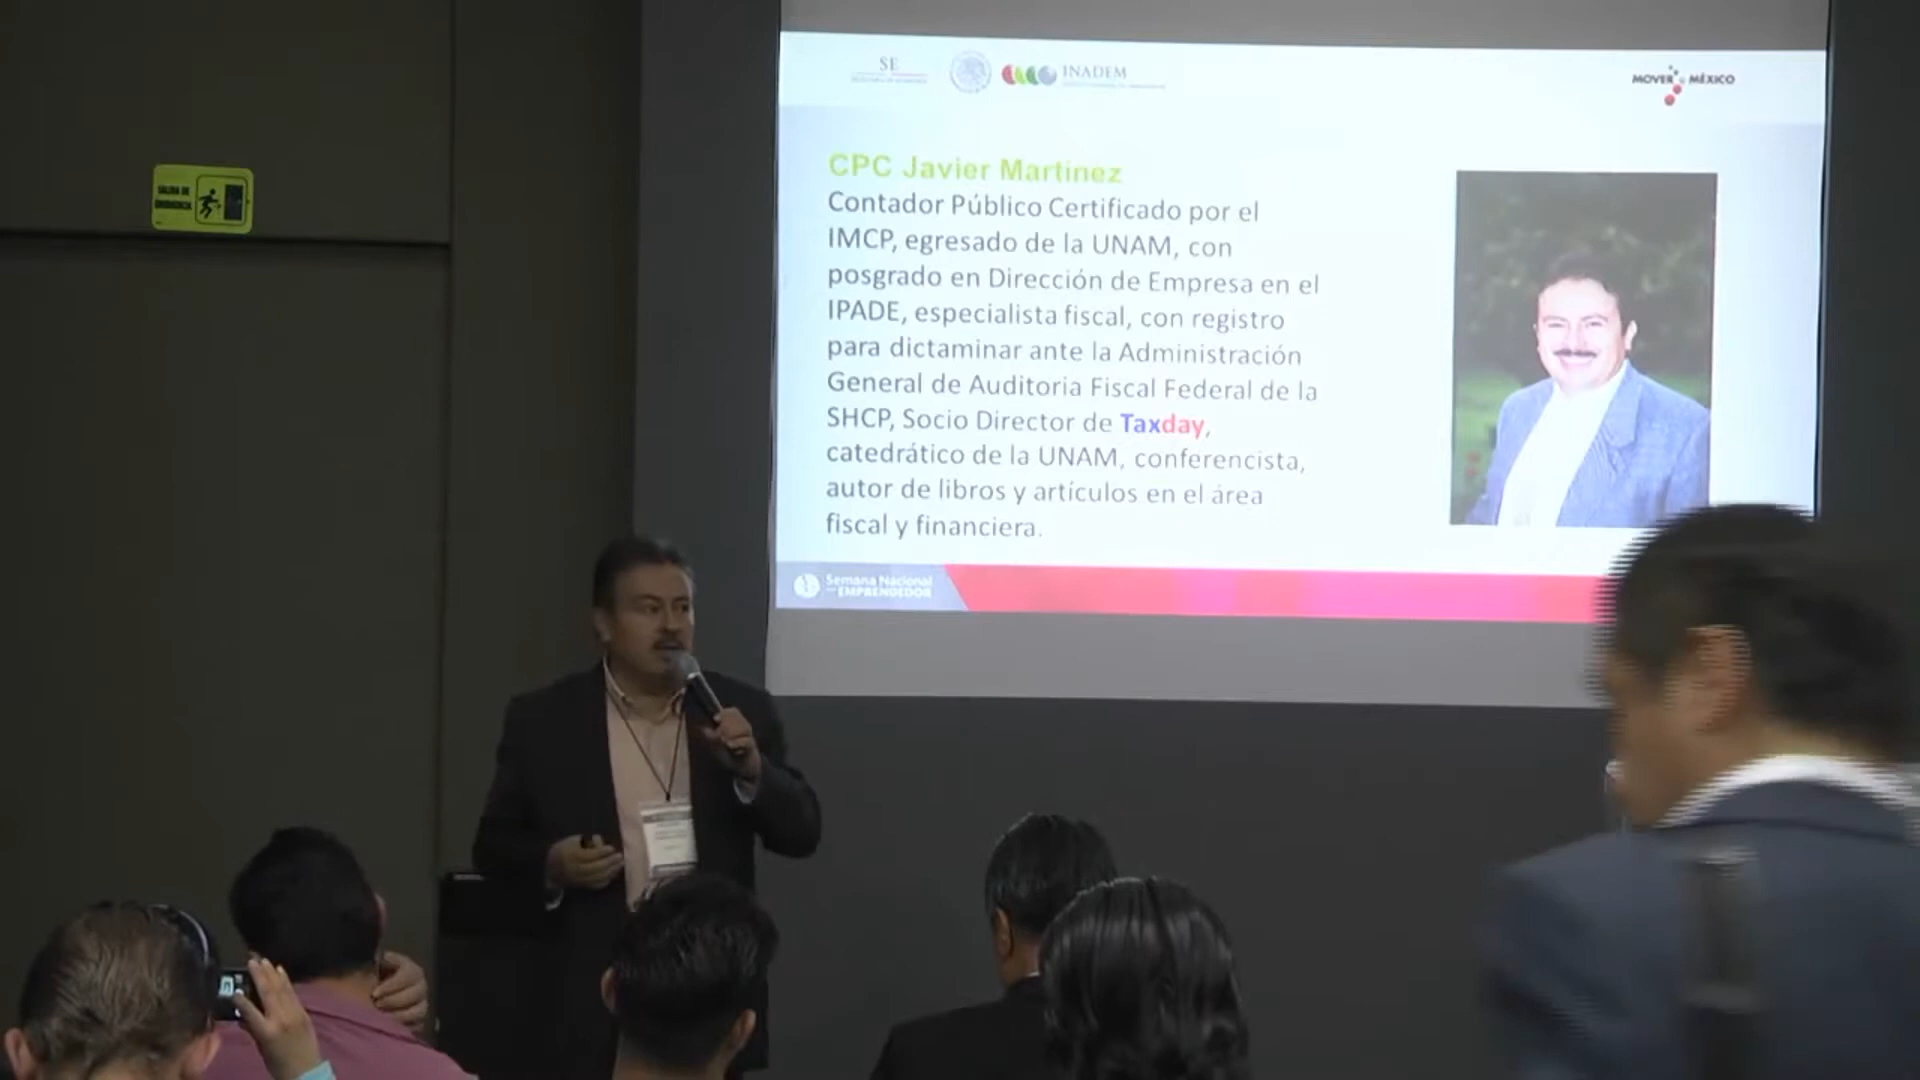 SE
INADEM
MOVER A MÉXICO
SALIDA DE
EMERGENCIA
CPC Javier Martinez
Contador Público Certificado por el
IMCP, egresado de la UNAM, con
posgrado en Dirección de Empresa en el
IPADE, especialista fiscal, con registro
para dictaminar ante la Administración
General de Auditoria Fiscal Federal de la
SHCP, Socio Director de Taxday,
catedrático de la UNAM, conferencista,
autor de libros y artículos en el área
fiscal y financiera.
Semana Nacional
EMPRENDEDOR